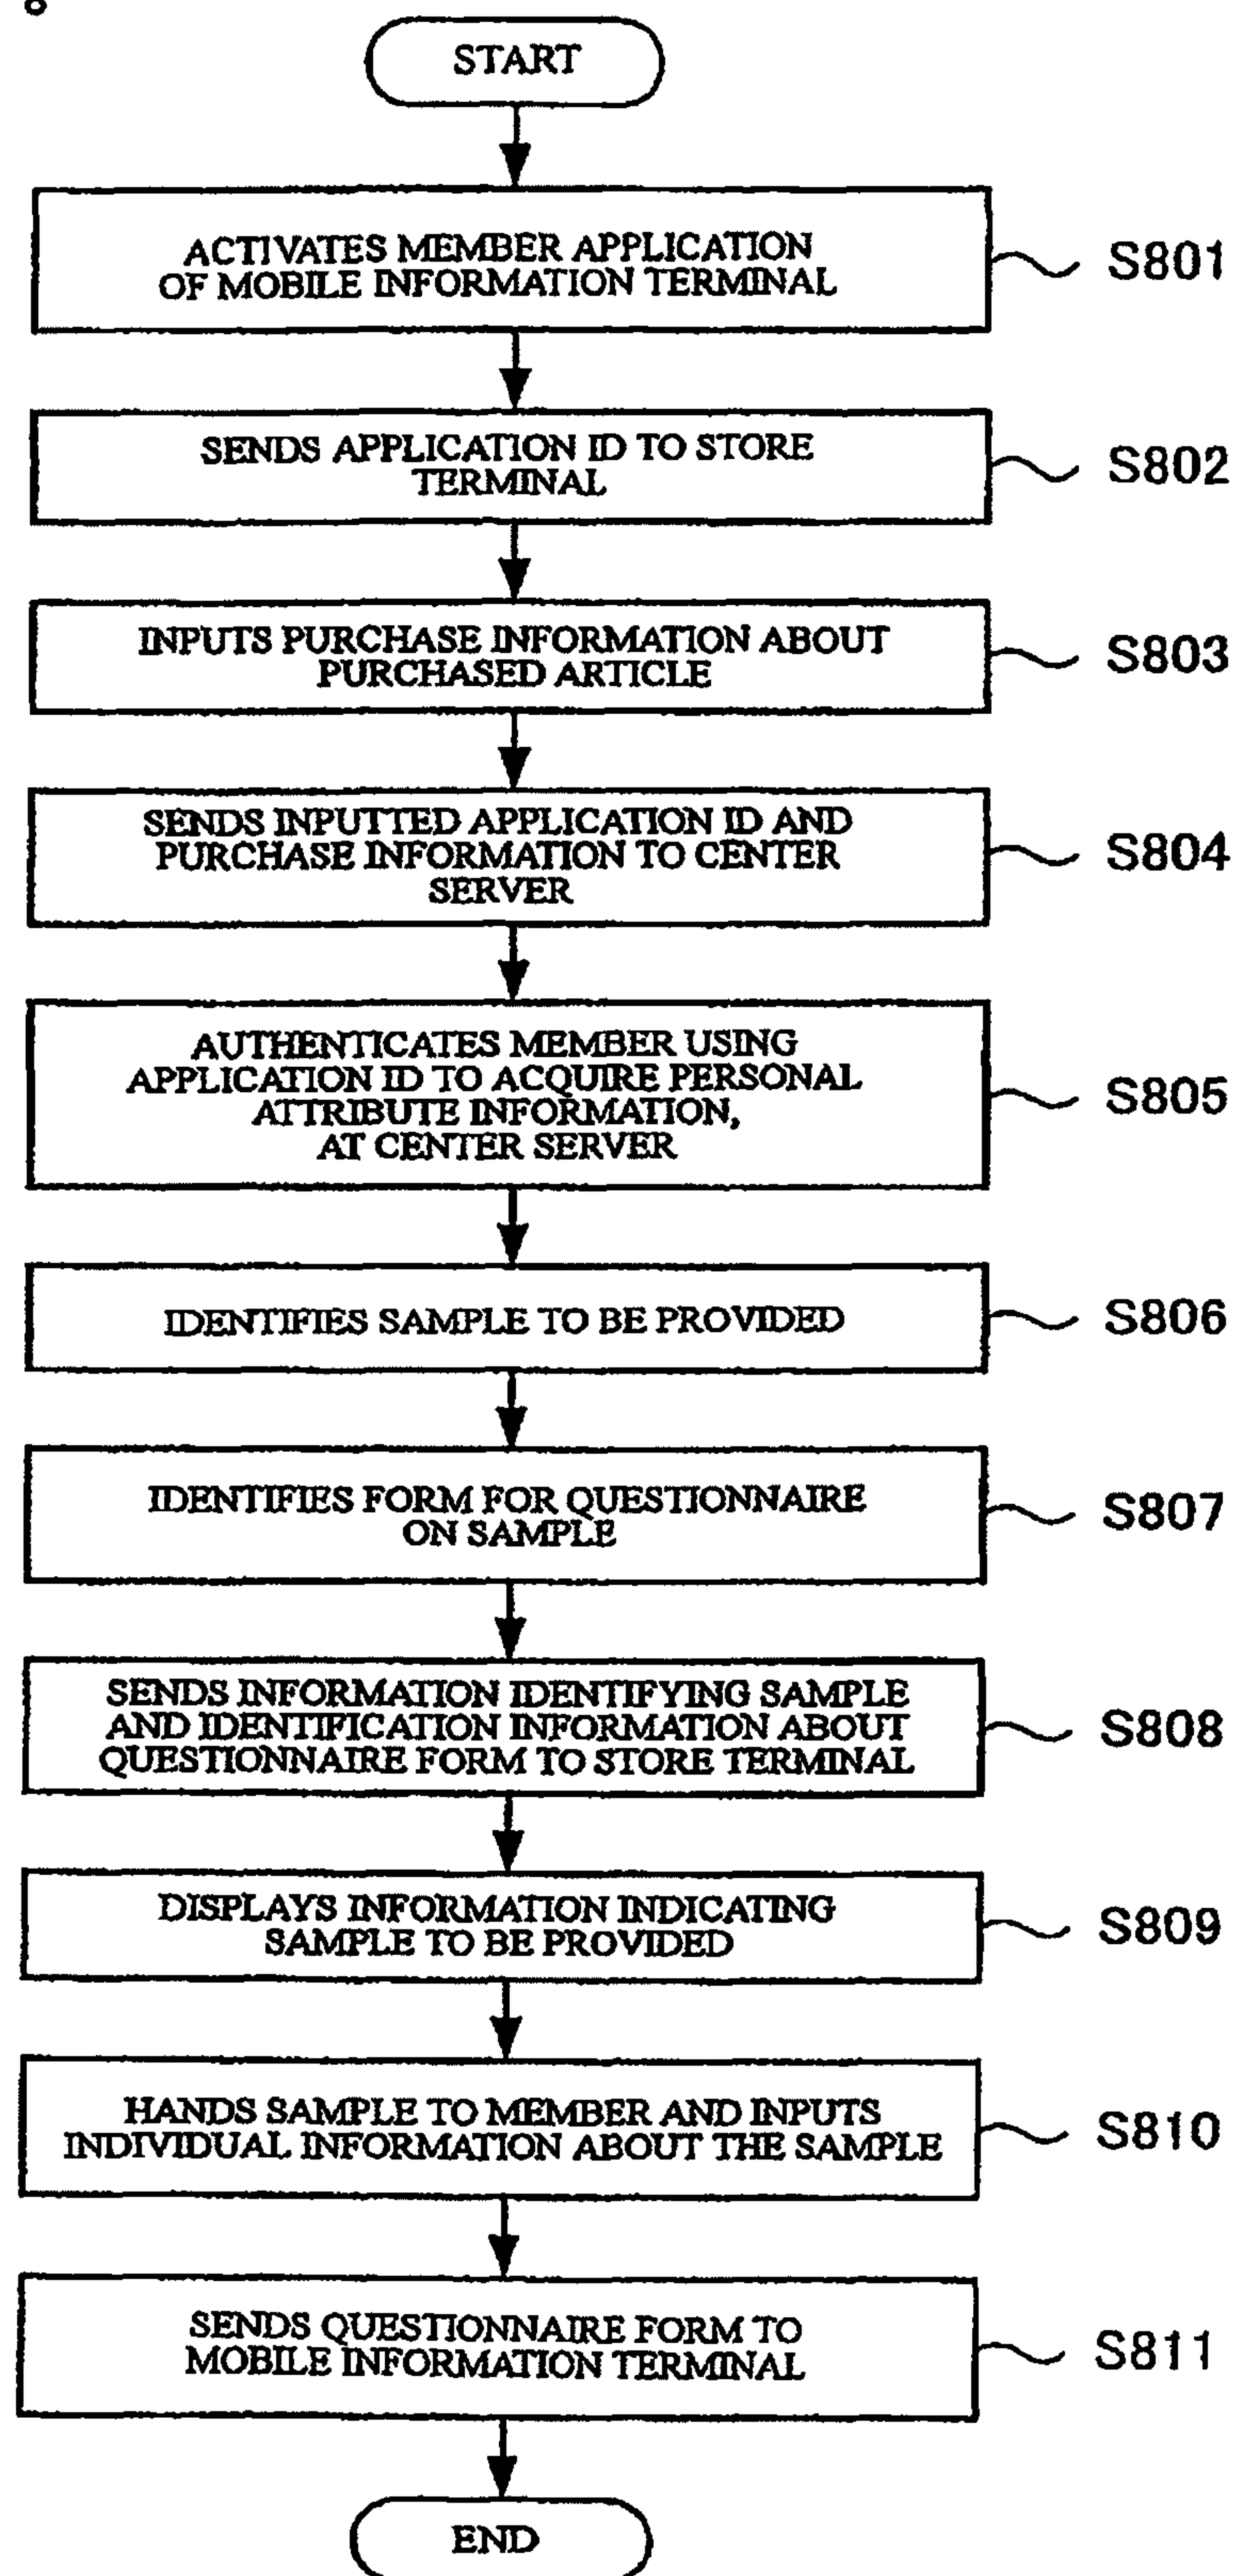 START
ACTIVATES MEMBER APPLICATION
OF MOBILE INFORMATION TERMINAL
S801
SENDS APPLICATION ID TO STORE
TERMINAL
S802
INPUTS PURCHASE INFORMATION ABOUT
PURCHASED ARTICLE
S803
SENDS INPUTTED APPLICATION ID AND
PURCHASE INFORMATION TO CENTER
SERVER
S804
AUTHENTICATES MEMBER USING
APPLICATION ID TO ACQUIRE PERSONAL
ATTRIBUTE INFORMATION,
AT CENTER SERVER
S805
IDENTIFIES SAMPLE TO BE PROVIDED
S806
IDENTIFIES FORM FOR QUESTIONNAIRE
ON SAMPLE
S807
SENDS INFORMATION IDENTIFYING SAMPLE
AND IDENTIFICATION INFORMATION ABOUT
QUESTIONNAIRE FORM TO STORE TERMINAL
S808
DISPLAYS INFORMATION INDICATING
SAMPLE TO BE PROVIDED
S809
HANDS SAMPLE TO MEMBER AND INPUTS
INDIVIDUAL INFORMATION ABOUT THE SAMPLE
S810
SENDS QUESTIONNAIRE FORM TO
MOBILE INFORMATION TERMINAL
S811
END